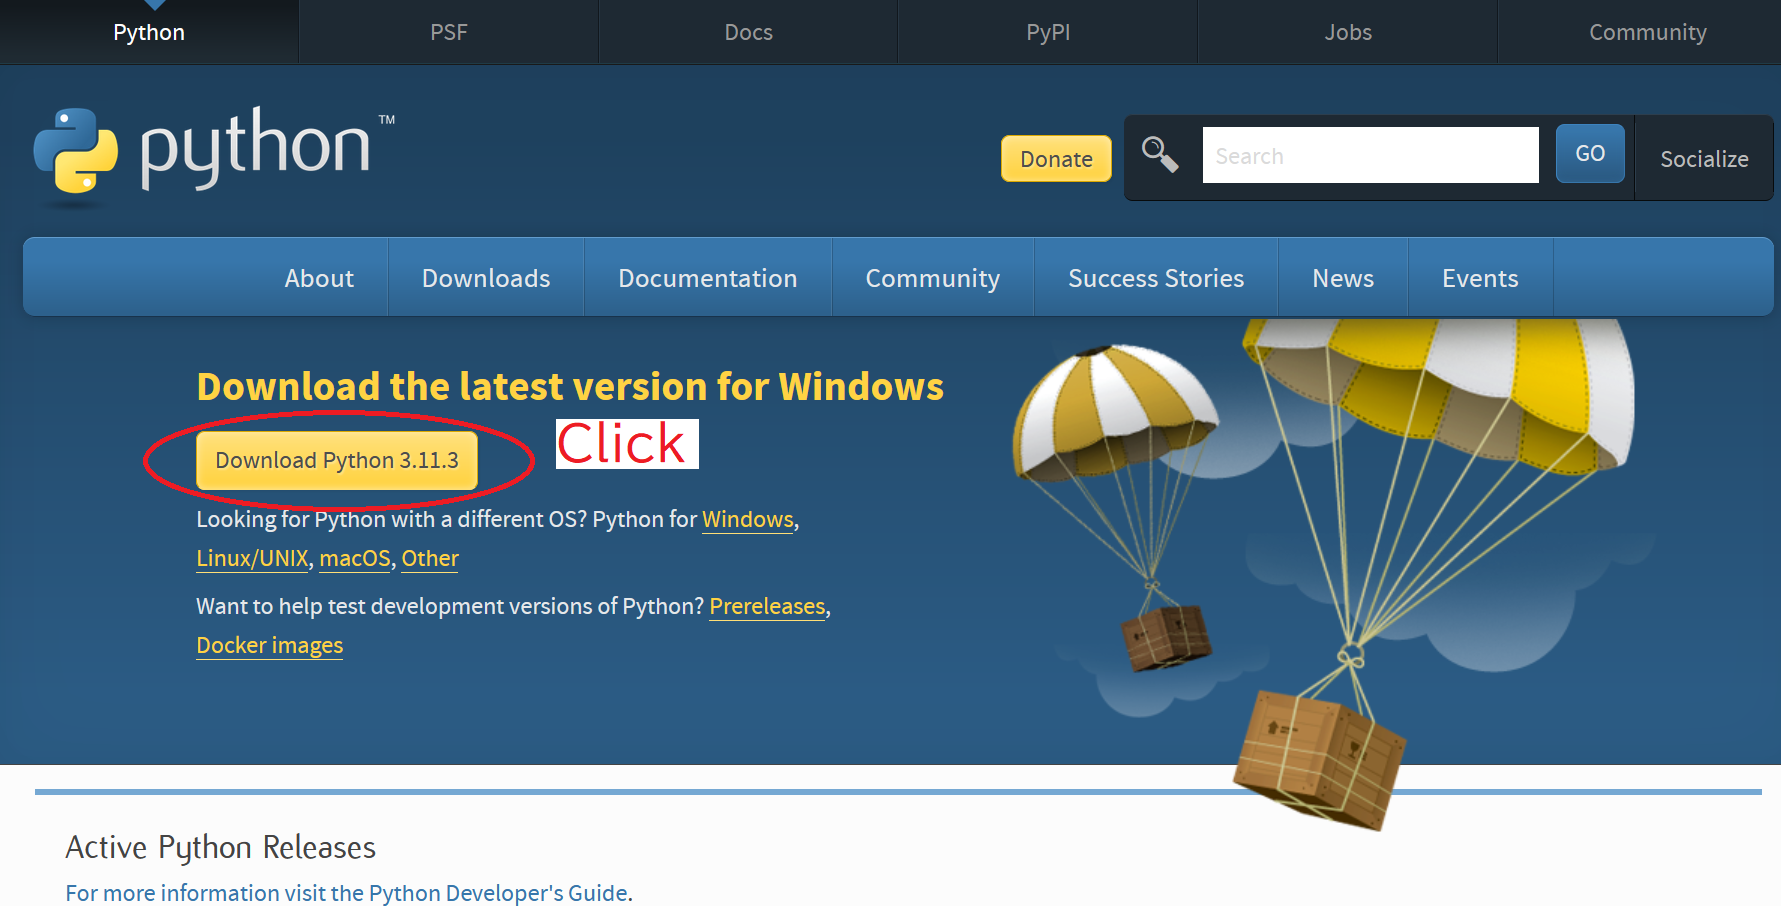 Python PSF Docs PyPI Jobs Community
python™
Donate Search GO Socialize
About Downloads Documentation Community Success Stories News Events
Download the latest version for Windows
Click
Download Python 3.11.3
Looking for Python with a different OS? Python for Windows,
Linux/UNIX, macOS, Other
Want to help test development versions of Python? Prereleases,
Docker images
Active Python Releases
For more information visit the Python Developer's Guide.